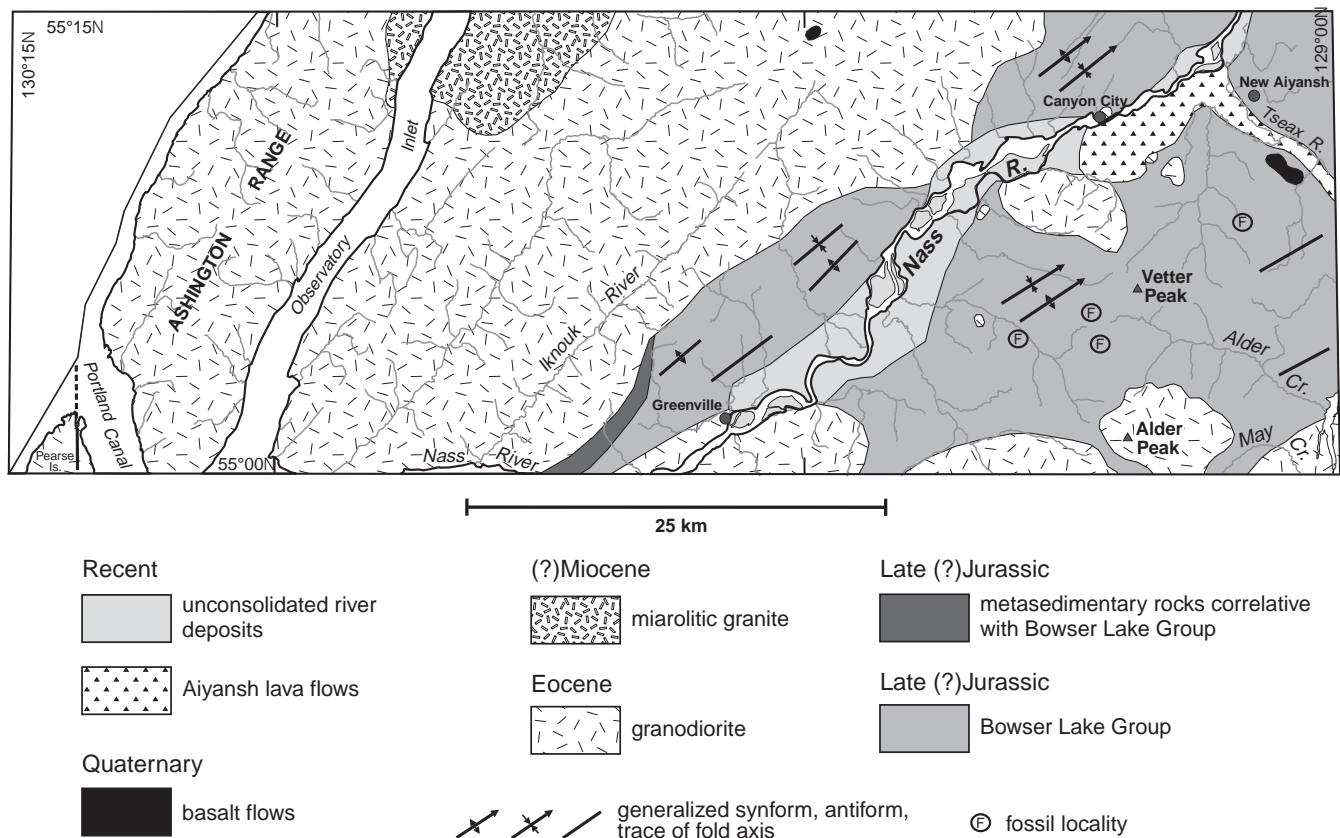 55°15'N
130°15'N
129°00'N
New Aiyansh
Canyon City
Tseax R.
Inlet
RANGE
R.
Nass
ASHINGTON
Observatory
Iknouk River
Vetter
Peak
F
F
F
F
Alder
Cr.
Portland Canal
Greenville
Alder
Peak
May
Cr.
Pearse
Is.
55°00N
Nass River
25 km
Recent
unconsolidated river
deposits
Aiyansh lava flows
Quaternary
basalt flows
(?)Miocene
miarolitic granite
Eocene
granodiorite
generalized synform, antiform,
trace of fold axis
Late (?)Jurassic
metasedimentary rocks correlative
with Bowser Lake Group
Late (?)Jurassic
Bowser Lake Group
F fossil locality